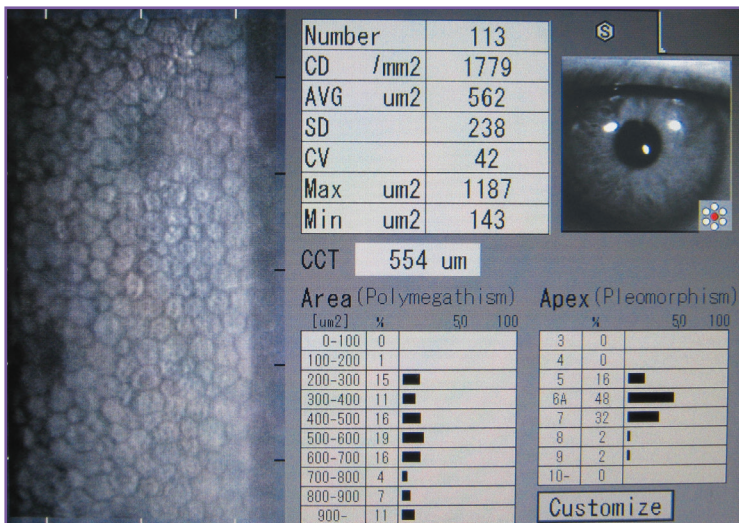 Number 113
CD /mm2 1779
AVG um2 562
SD 238
CV 42
Max um2 1187
Min um2 143
S
CCT 554 um
Area (Polymegathism)
[um2] % 50 100
0-100 0
100-200 1
200-300 15
300-400 11
400-500 16
500-600 19
600-700 16
700-800 4
800-900 7
900- 11
Apex (Pleomorphism)
% 50 100
3 0
4 0
5 16
6A 48
7 32
8 2
9 2
10- 0
Customize